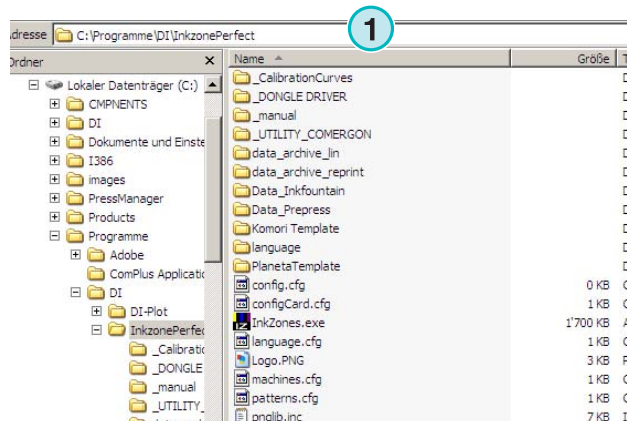 Adresse C:\Programme\DI\InkzonePerfect
1
Ordner x
Name Größe
Lokaler Datenträger (C:)
CMPNENTS
DI
Dokumente und Einste
I386
images
PressManager
Products
Programme
Adobe
ComPlus Applicatio
DI
DI-Plot
InkzonePerfec
_Calibratio
_DONGLE
_manual
_UTILITY_
_CalibrationCurves
_DONGLE DRIVER
_manual
_UTILITY_COMERGON
data_archive_lin
data_archive_reprint
Data_Inkfountain
Data_Prepress
Komori Template
language
PlanetaTemplate
config.cfg 0 KB
configCard.cfg 1 KB
InkZones.exe 1'700 KB
language.cfg 1 KB
Logo.PNG 3 KB
machines.cfg 1 KB
patterns.cfg 1 KB
pnglib.inc 7 KB